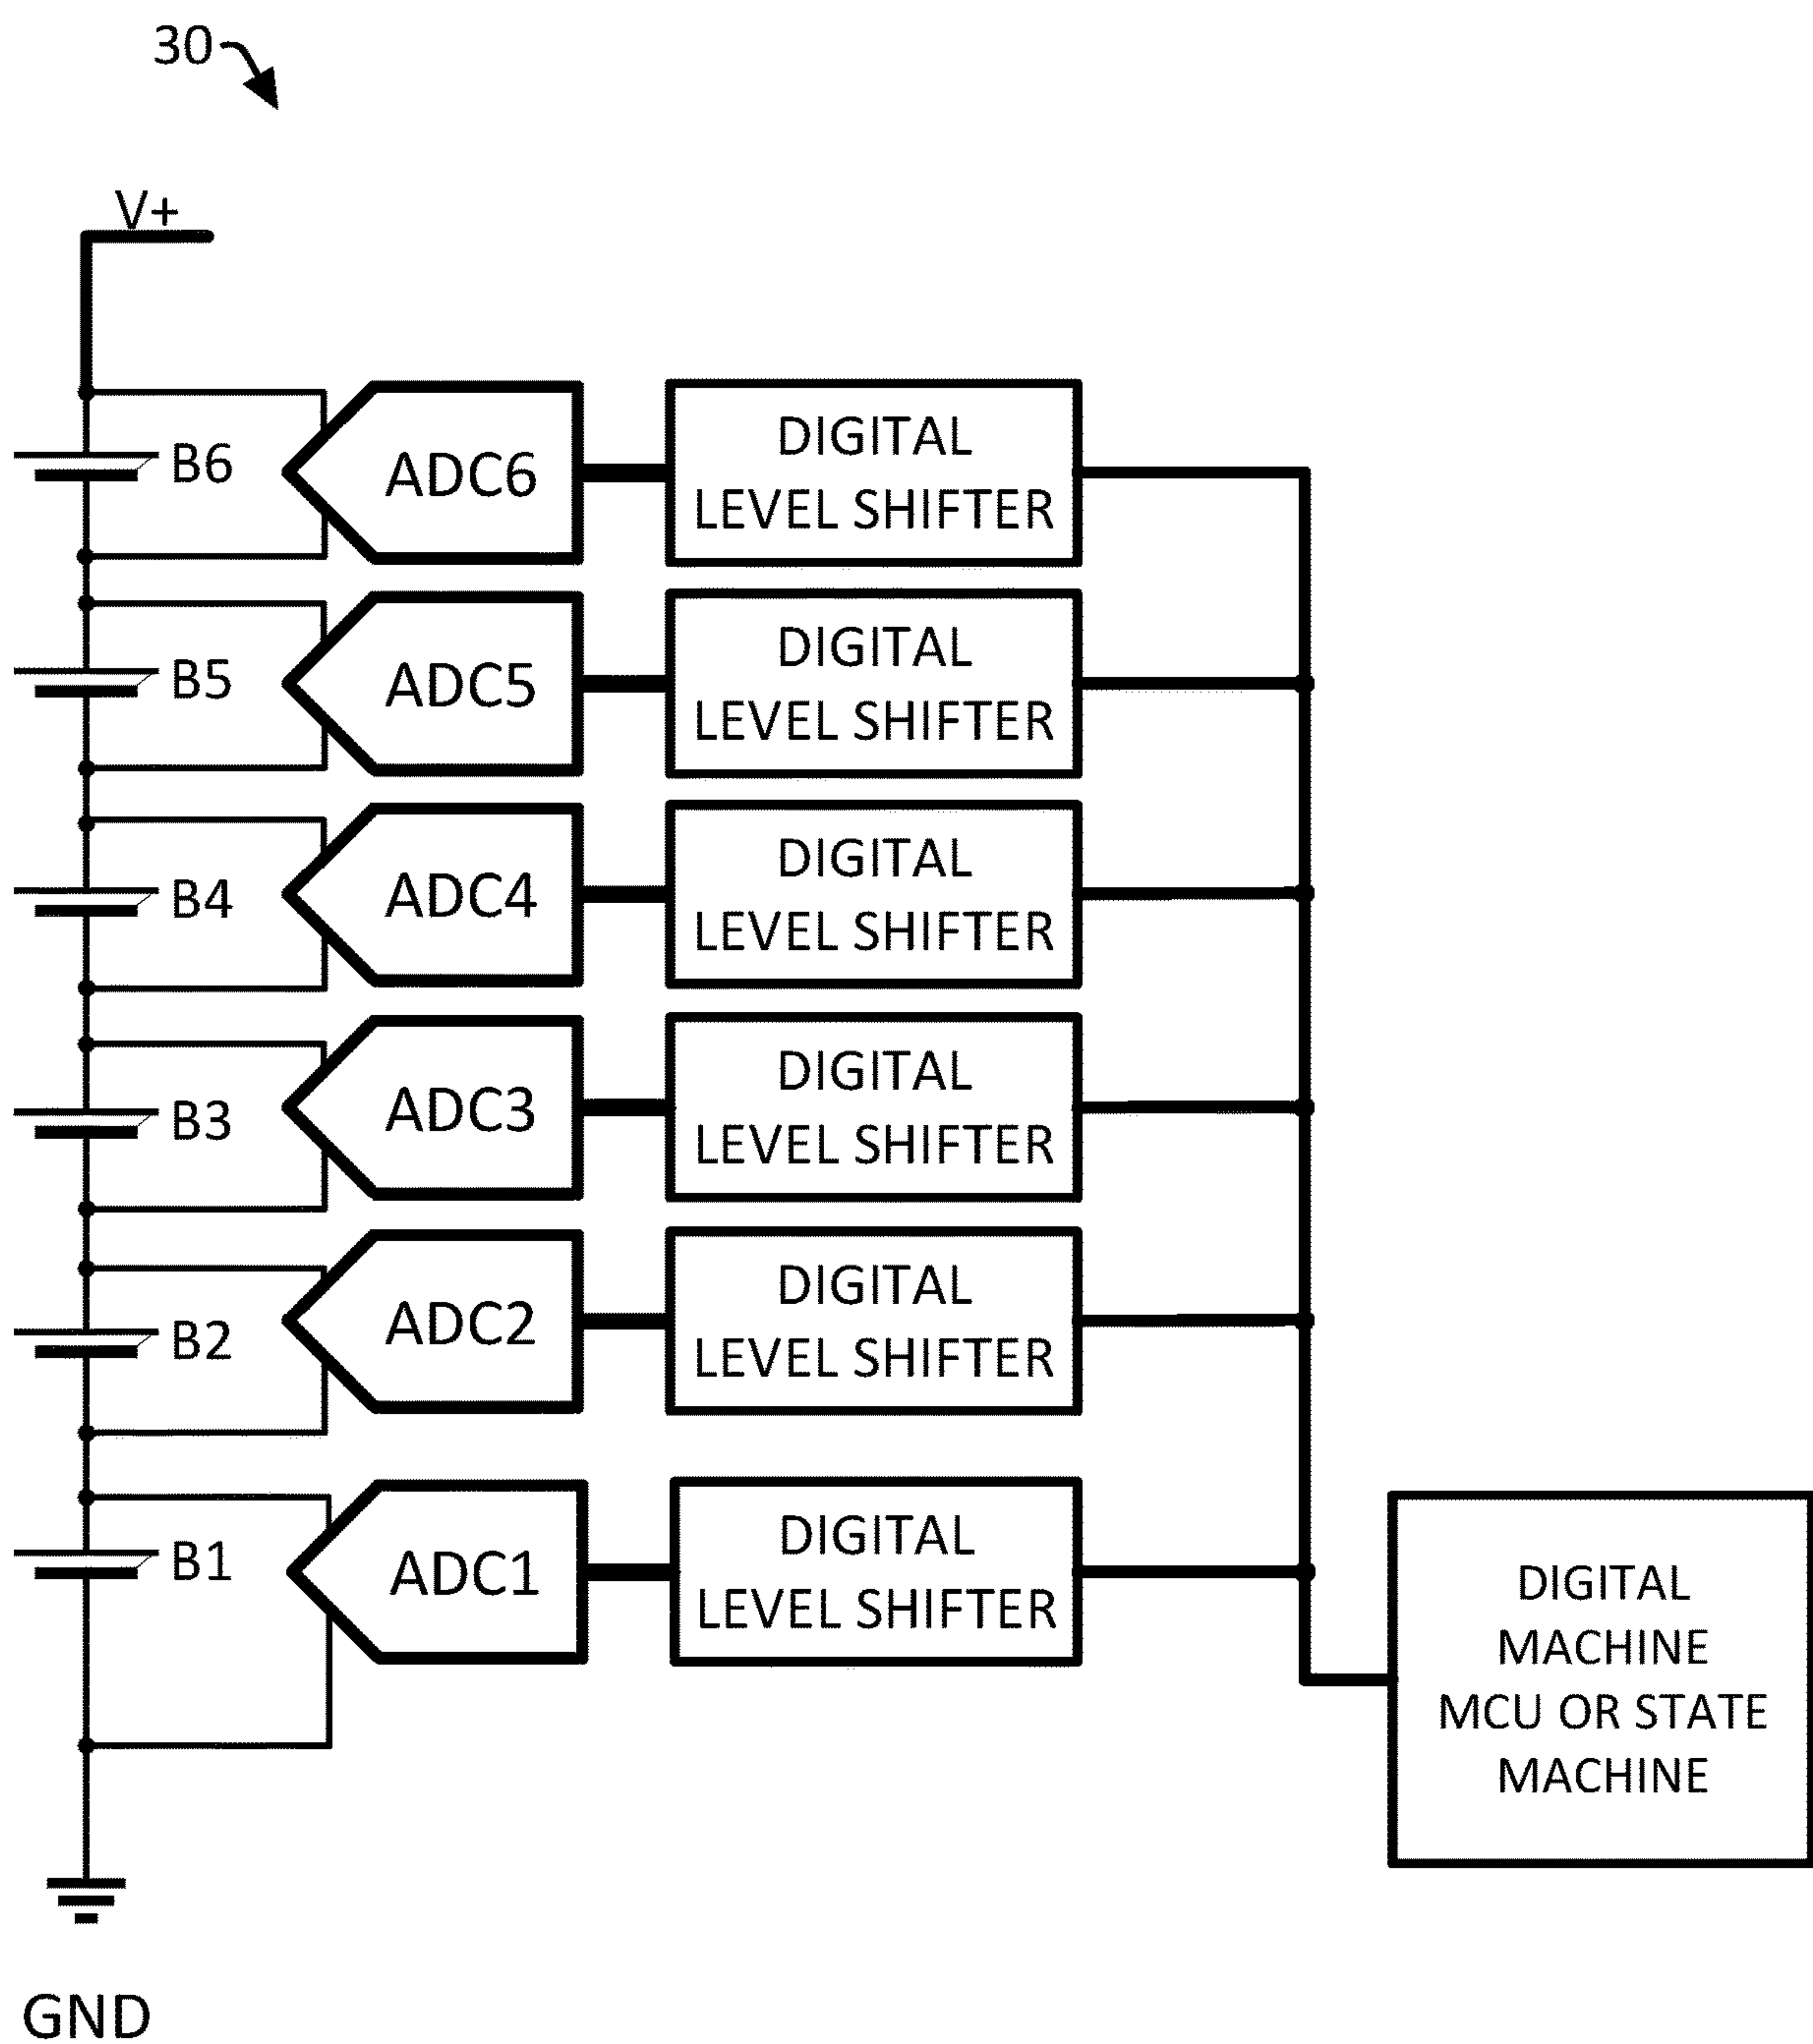 30
V+
B6
ADC6
DIGITAL
LEVEL SHIFTER
B5
ADC5
DIGITAL
LEVEL SHIFTER
B4
ADC4
DIGITAL
LEVEL SHIFTER
B3
ADC3
DIGITAL
LEVEL SHIFTER
B2
ADC2
DIGITAL
LEVEL SHIFTER
B1
ADC1
DIGITAL
LEVEL SHIFTER
DIGITAL
MACHINE
MCU OR STATE
MACHINE
GND